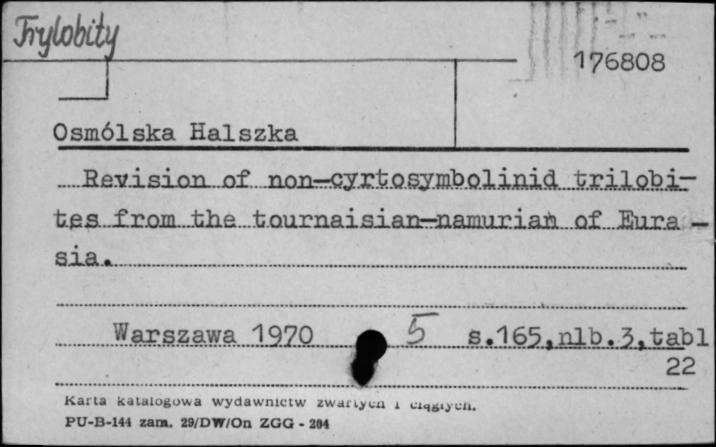 Trylobity
176808
Osmólska Halszka
Revision of non-cyrtosymbolinid trilobi-
tes from the tournaisian-namurian of Eura-
sia.
Warszawa 1970 5 s.165,nlb.3,tabl
22
Karta katalogowa wydawnictw zwartych i ciągłych.
PU-B-144 zam. 29/DW/On ZGG - 204